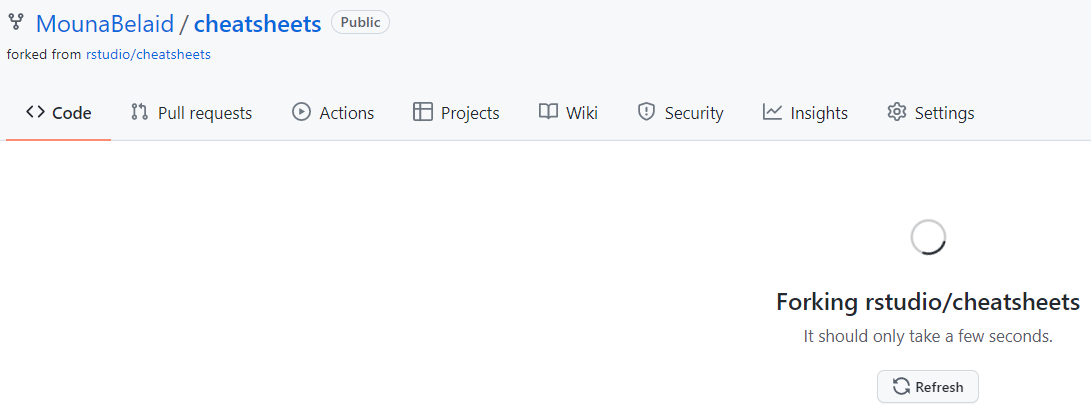 MounaBelaid / cheatsheets Public
forked from rstudio/cheatsheets
Code Pull requests Actions Projects Wiki Security Insights Settings
Forking rstudio/cheatsheets
It should only take a few seconds.
Refresh